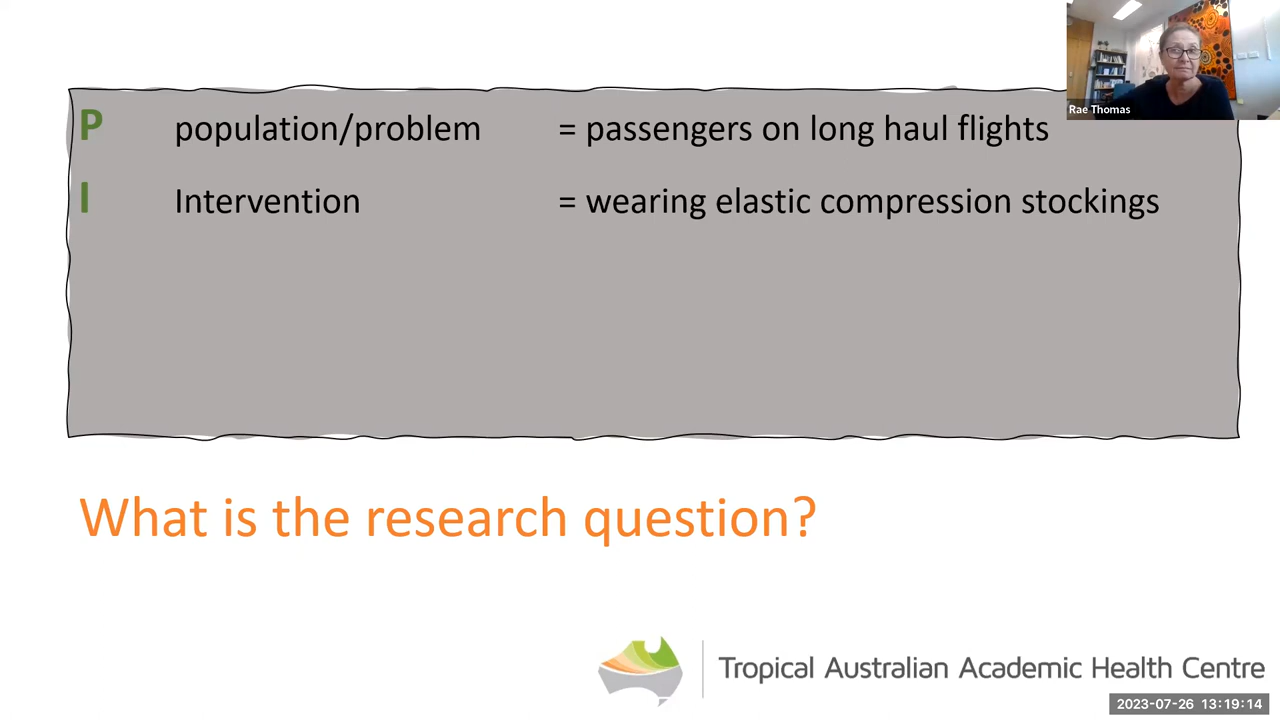 P population/problem = passengers on long haul flights
Rae Thomas
I Intervention = wearing elastic compression stockings
What is the research question?
Tropical Australian Academic Health Centre
2023-07-26 13:19:14